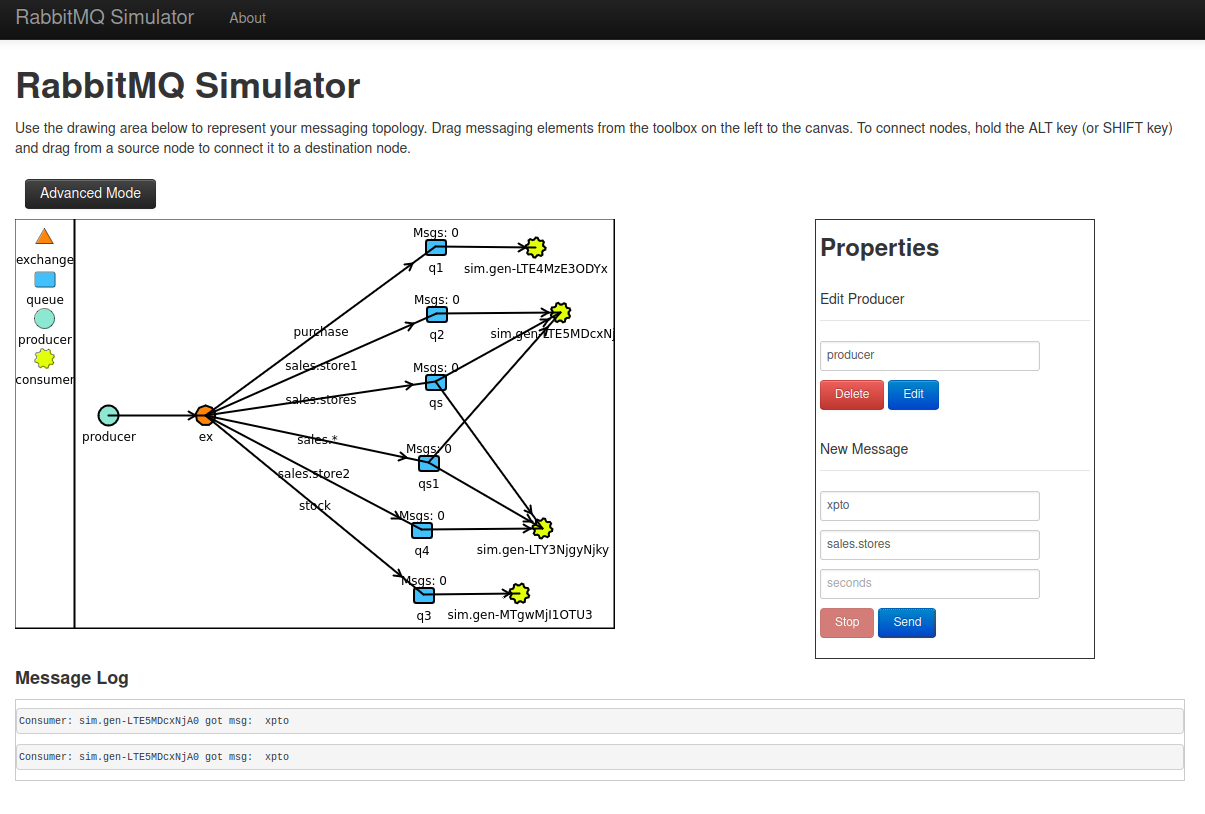 RabbitMQ Simulator About
RabbitMQ Simulator
Use the drawing area below to represent your messaging topology. Drag messaging elements from the toolbox on the left to the canvas. To connect nodes, hold the ALT key (or SHIFT key)
and drag from a source node to connect it to a destination node.
Advanced Mode
exchange
queue
producer
consumer
producer
ex
purchase
sales.store1
sales.stores
sales.*
sales.store2
stock
Msgs: 0
q1
sim.gen-LTE4MzE3ODYx
Msgs: 0
q2
sim.gen-LTE5MDcxNj
Msgs: 0
qs
Msgs: 0
qs1
Msgs: 0
q4
sim.gen-LTY3NjgyNjky
Msgs: 0
q3
sim.gen-MTgwMjI1OTU3
Properties
Edit Producer
producer
Delete Edit
New Message
xpto
sales.stores
seconds
Stop Send
Message Log
Consumer: sim.gen-LTE5MDcxNjA0 got msg:  xpto
Consumer: sim.gen-LTE5MDcxNjA0 got msg:  xpto